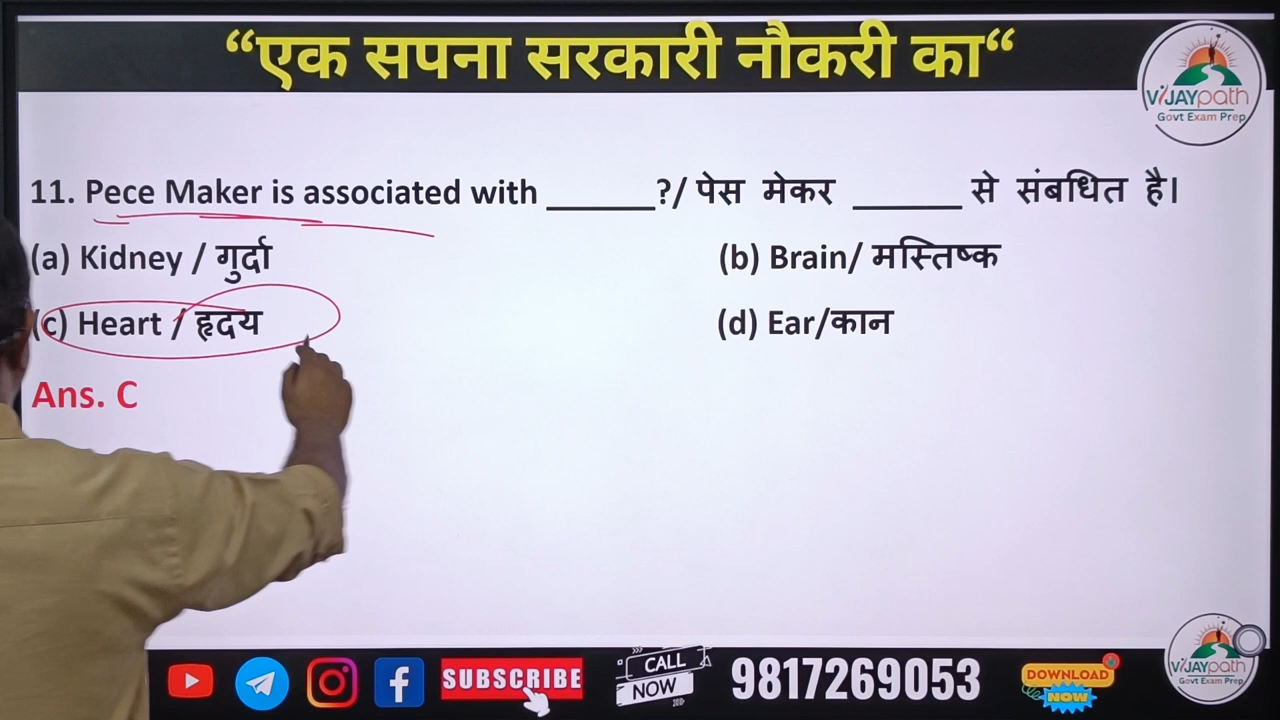 “एक सपना सरकारी नौकरी का“
VIJAYpath
Govt Exam Prep
11. Pece Maker is associated with ______?/ पेस मेकर ______ से संबधित है।
(a) Kidney / गुर्दा
(b) Brain/ मस्तिष्क
(c) Heart / हृदय
(d) Ear/कान
Ans. C
VIJAYpath
Govt Exam Prep
SUBSCRIBE
CALL
NOW
9817269053
DOWNLOAD
NOW